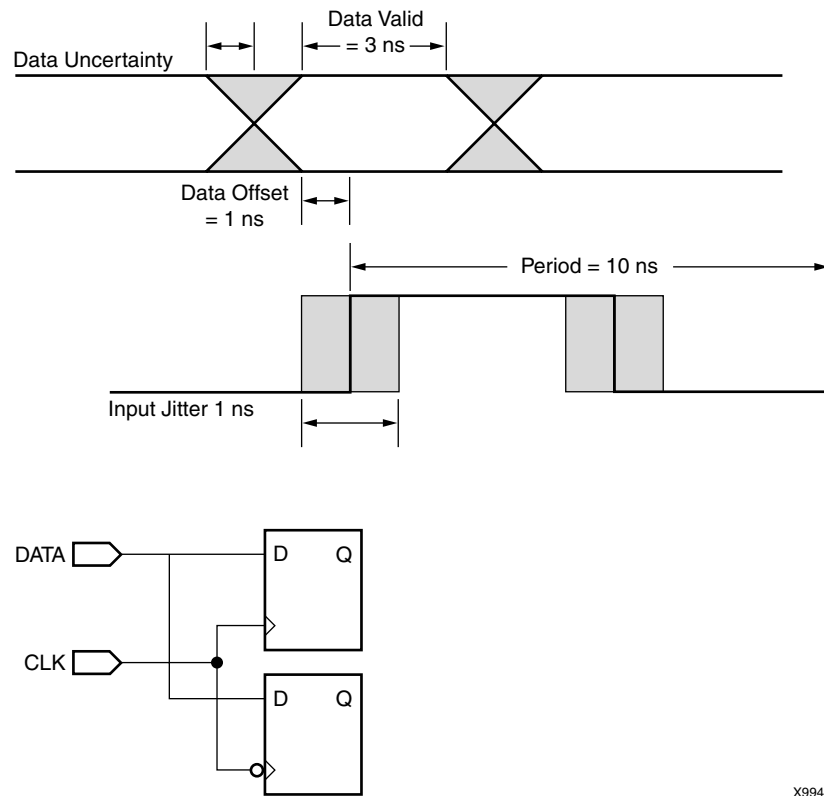 Data Valid
= 3 ns
Data Uncertainty
Data Offset
= 1 ns
Period = 10 ns
Input Jitter 1 ns
DATA
D Q
CLK
D Q
X994